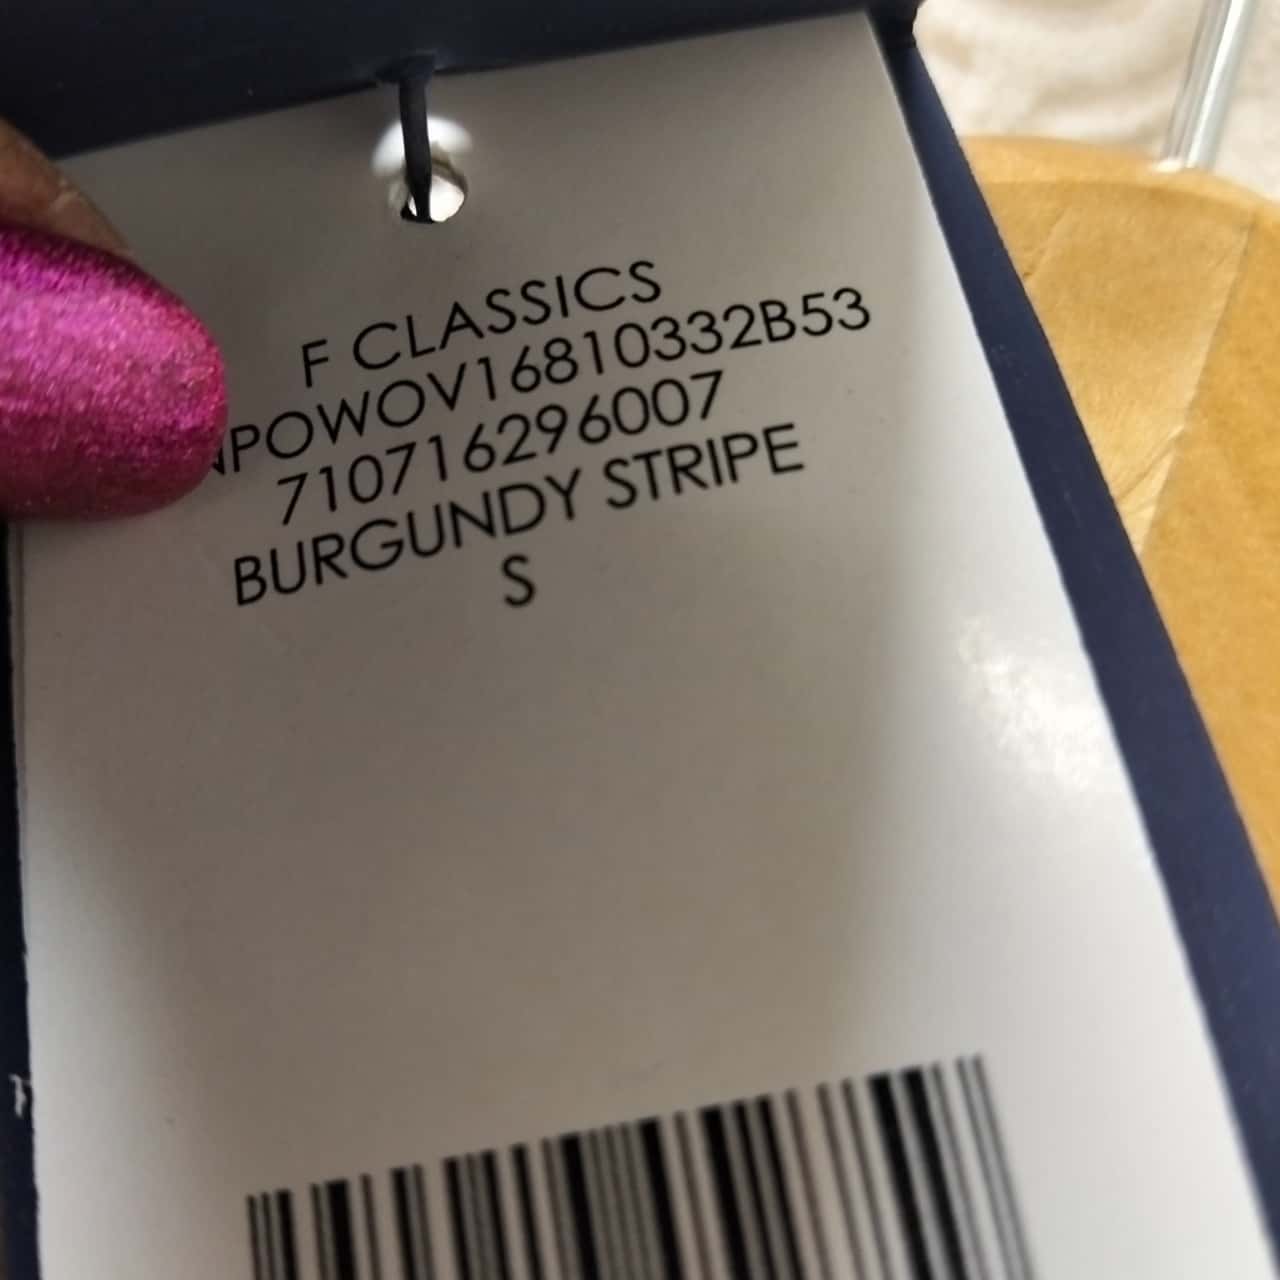 F CLASSICS
NPOWOV16810332B53
710716296007
BURGUNDY STRIPE
S